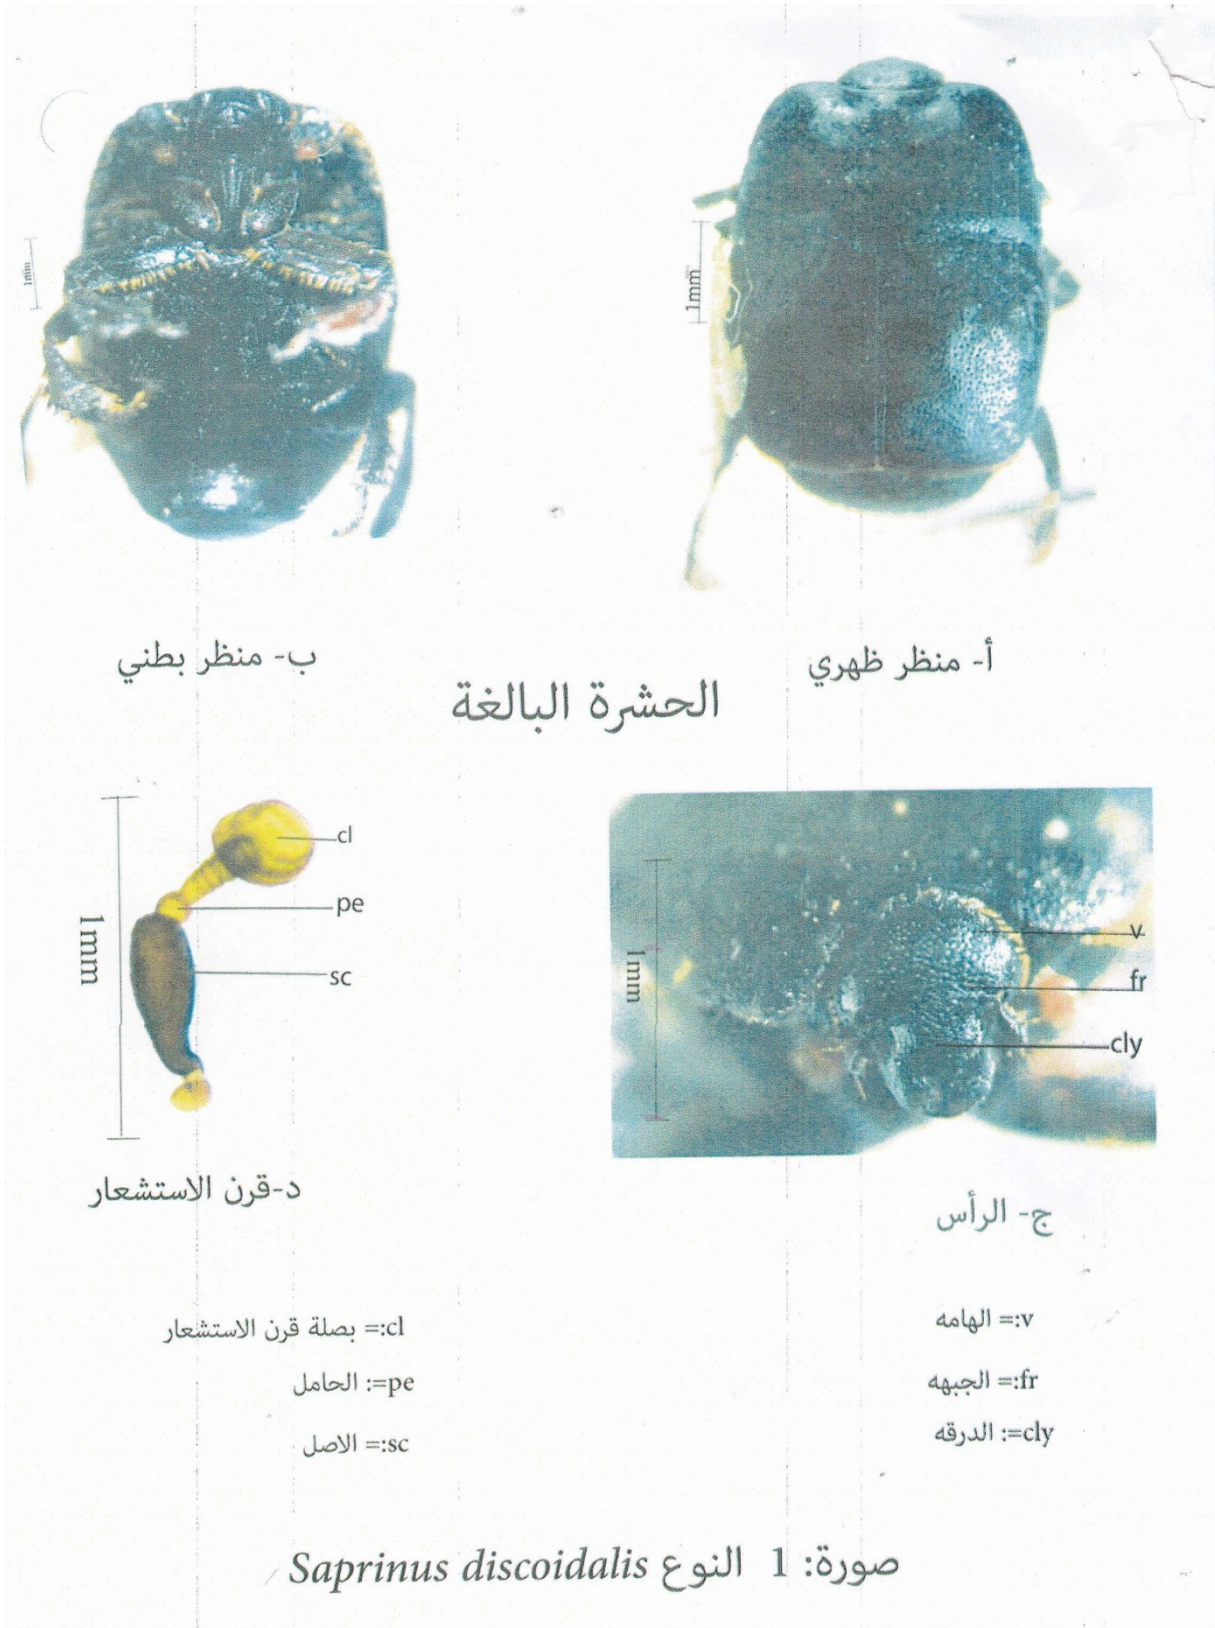 1mm
1mm
أ- منظر ظهري
ب- منظر بطني
الحشرة البالغة
1mm
v
fr
cly
1mm
cl
pe
sc
ج- الرأس
د-قرن الاستشعار
v:= الهامه
fr:= الجبهه
cly=: الدرقه
cl:= بصلة قرن الاستشعار
pe=: الحامل
sc:= الاصل
صورة: 1 النوع Saprinus discoidalis